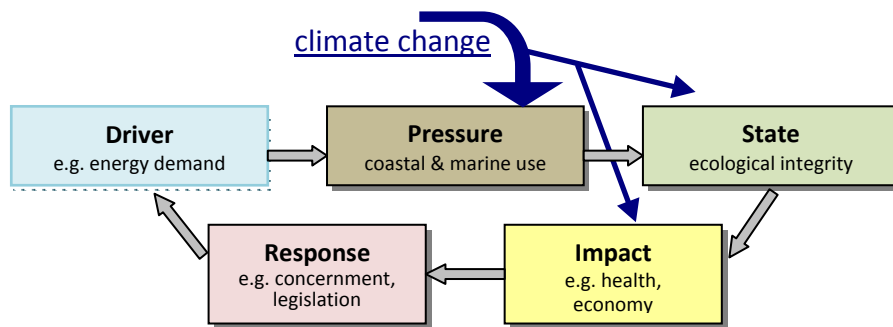 climate change
Driver
e.g. energy demand
Pressure
coastal & marine use
State
ecological integrity
Response
e.g. concernment,
legislation
Impact
e.g. health,
economy